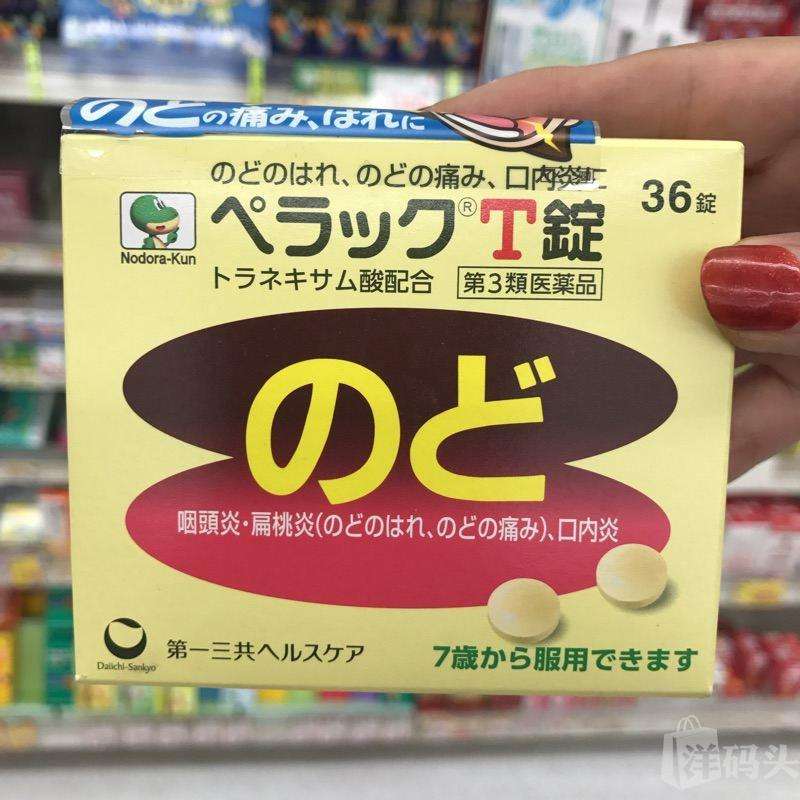 のどの痛み、はれに
のどのはれ、のどの痛み、口内炎に
36錠
Nodora-Kun
ペラック®T錠
トラネキサム酸配合
第3類医薬品
のど
咽頭炎・扁桃炎(のどのはれ、のどの痛み)、口内炎
Daiichi-Sankyo
第一三共ヘルスケア
7歳から服用できます
洋码头